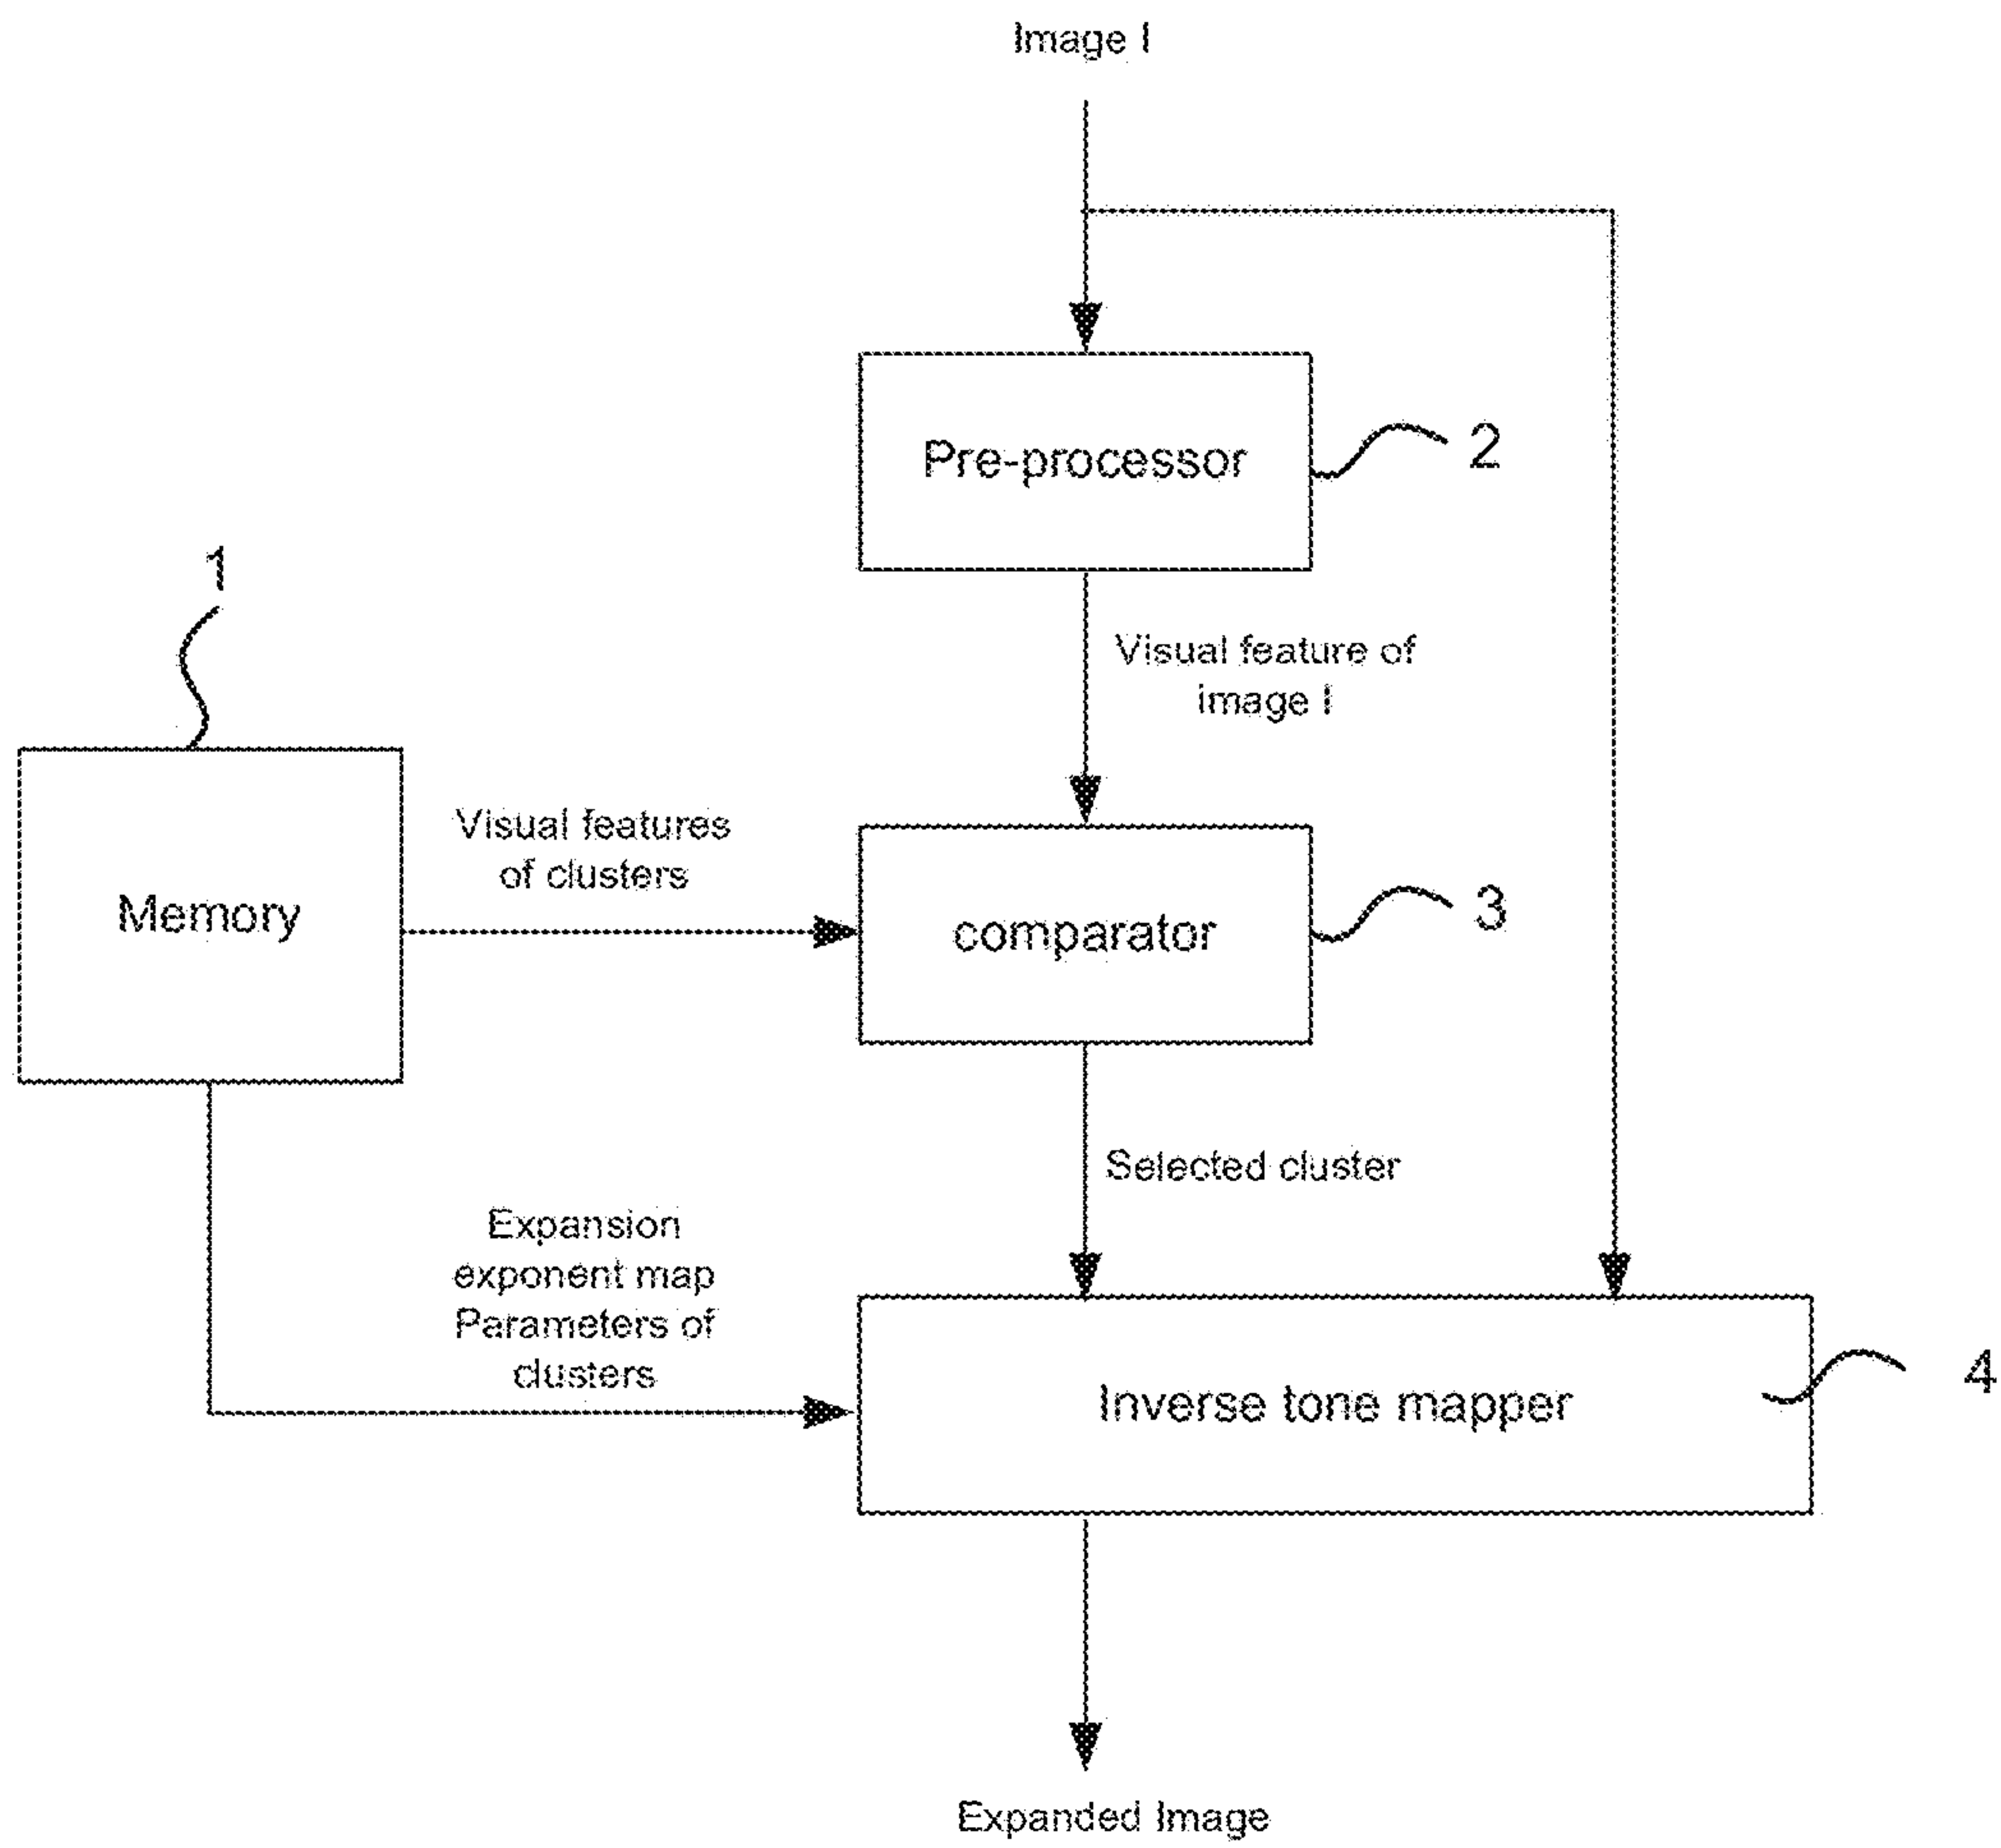 Image I
Pre-processor
2
1
Visual feature of
image I
Visual features
of clusters
Memory
comparator
3
Selected cluster
Expansion
exponent map
Parameters of
clusters
Inverse tone mapper
4
Expanded Image